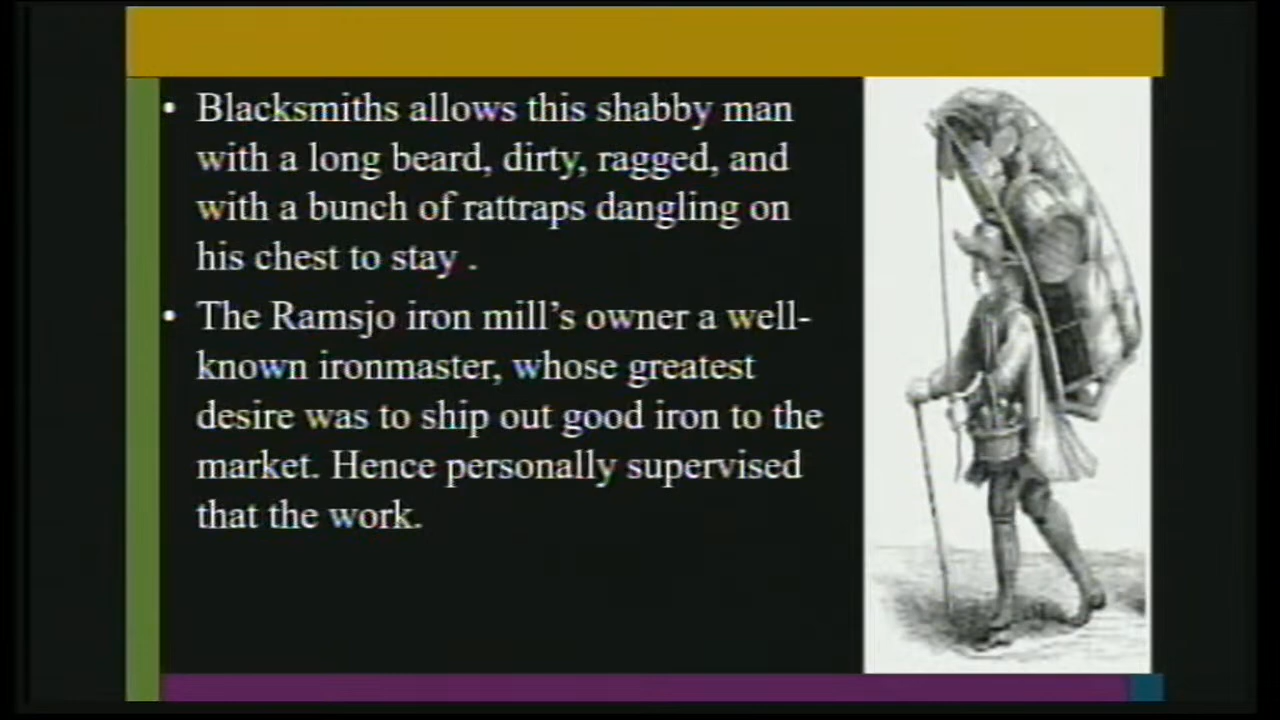 • Blacksmiths allows this shabby man
with a long beard, dirty, ragged, and
with a bunch of rattraps dangling on
his chest to stay .
• The Ramsjo iron mill’s owner a well-
known ironmaster, whose greatest
desire was to ship out good iron to the
market. Hence personally supervised
that the work.